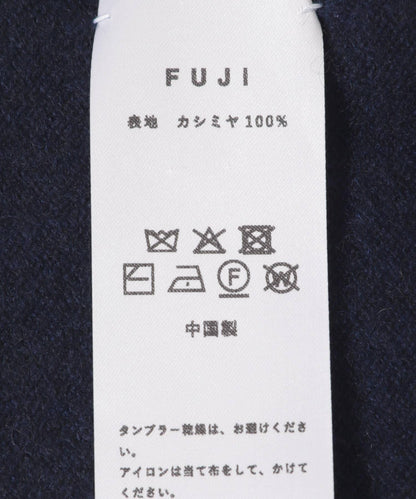 FUJI
表地 カシミヤ100%
F W
中国製
タンブラー乾燥は、お避けくださ
い。
アイロンは当て布をして、かけて
ください。